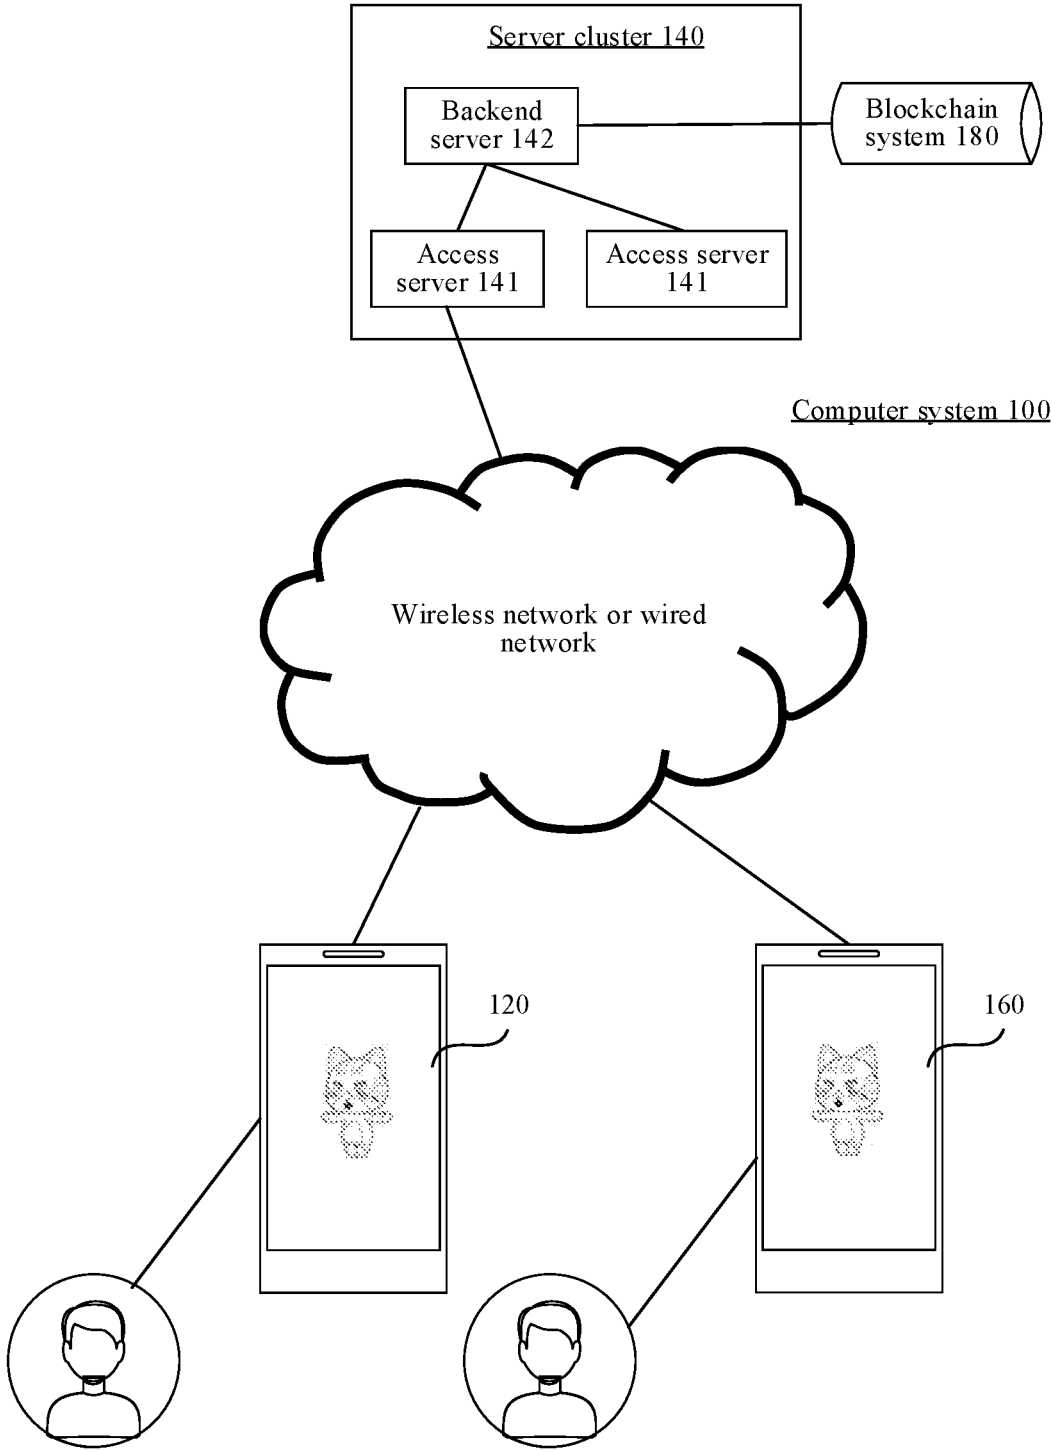 Server cluster 140
Backend
server 142
Blockchain
system 180
Access
server 141
Access server
141
Computer system 100
Wireless network or wired
network
120
160